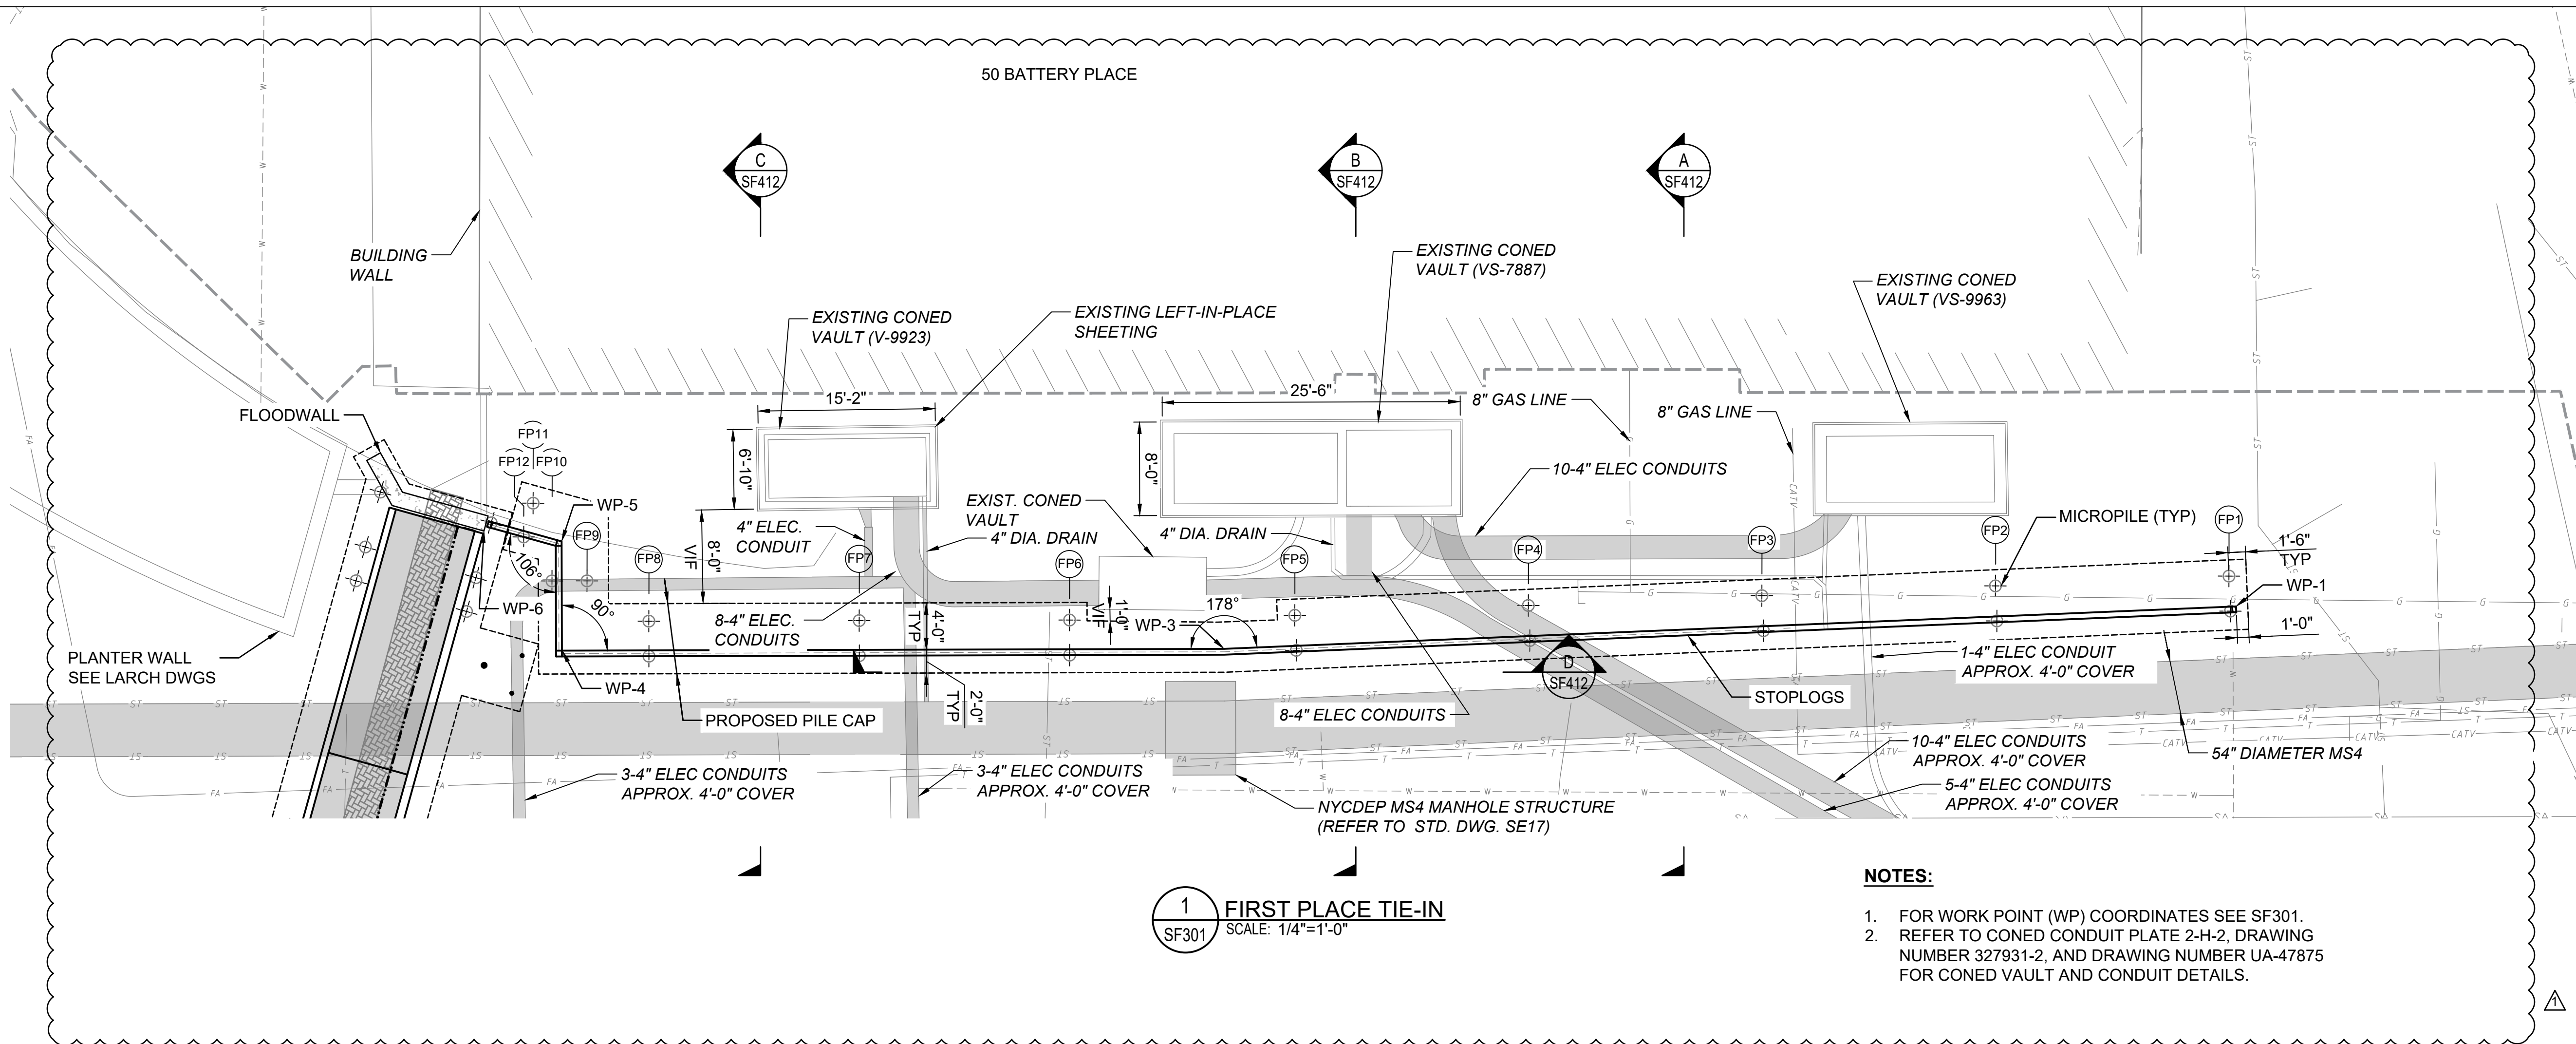 50 BATTERY PLACE
C
SF412
B
SF412
A
SF412
BUILDING
WALL
EXISTING CONED
VAULT (V-9923)
EXISTING LEFT-IN-PLACE
SHEETING
EXISTING CONED
VAULT (VS-7887)
EXISTING CONED
VAULT (VS-9963)
15'-2"
25'-6"
8" GAS LINE
8" GAS LINE
FLOODWALL
FP11
FP12
FP10
6'-10"
8'-0"
10-4" ELEC CONDUITS
WP-5
FP9
FP8
FP7
FP6
FP5
FP4
FP3
FP2
FP1
4" ELEC.
CONDUIT
EXIST. CONED
VAULT
4" DIA. DRAIN
4" DIA. DRAIN
MICROPILE (TYP)
1'-6"
TYP
8'-0"
VIF
106°
90°
WP-6
WP-1
8-4" ELEC.
CONDUITS
4'-0"
TYP
1'-0"
VIF
WP-3
178°
1'-0"
PLANTER WALL
SEE LARCH DWGS
WP-4
D
SF412
1-4" ELEC CONDUIT
APPROX. 4'-0" COVER
STOPLOGS
2'-0"
TYP
PROPOSED PILE CAP
8-4" ELEC CONDUITS
10-4" ELEC CONDUITS
APPROX. 4'-0" COVER
54" DIAMETER MS4
3-4" ELEC CONDUITS
APPROX. 4'-0" COVER
3-4" ELEC CONDUITS
APPROX. 4'-0" COVER
5-4" ELEC CONDUITS
APPROX. 4'-0" COVER
NYCDEP MS4 MANHOLE STRUCTURE
(REFER TO STD. DWG. SE17)
1
SF301
FIRST PLACE TIE-IN
SCALE: 1/4"=1'-0"
NOTES:
1. FOR WORK POINT (WP) COORDINATES SEE SF301.
2. REFER TO CONED CONDUIT PLATE 2-H-2, DRAWING
NUMBER 327931-2, AND DRAWING NUMBER UA-47875
FOR CONED VAULT AND CONDUIT DETAILS.
1